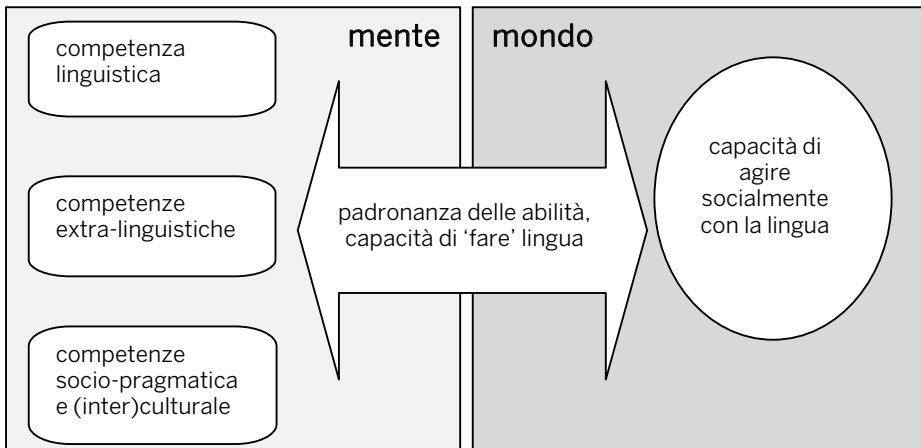 mente
competenza
linguistica
competenze
extra-linguistiche
competenze
socio-pragmatica
e (inter)culturale
padronanza delle abilità,
capacità di ‘fare’ lingua
mondo
capacità di
agire
socialmente
con la lingua